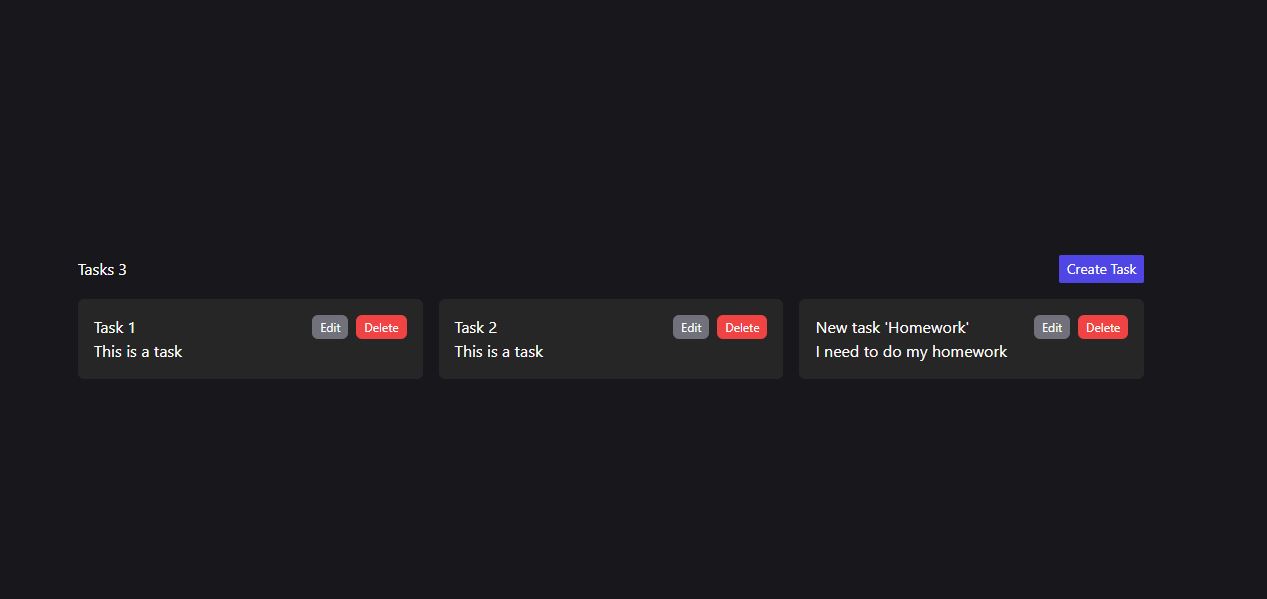 Tasks 3
Create Task
Task 1
Edit
Delete
This is a task
Task 2
Edit
Delete
This is a task
New task 'Homework'
Edit
Delete
I need to do my homework